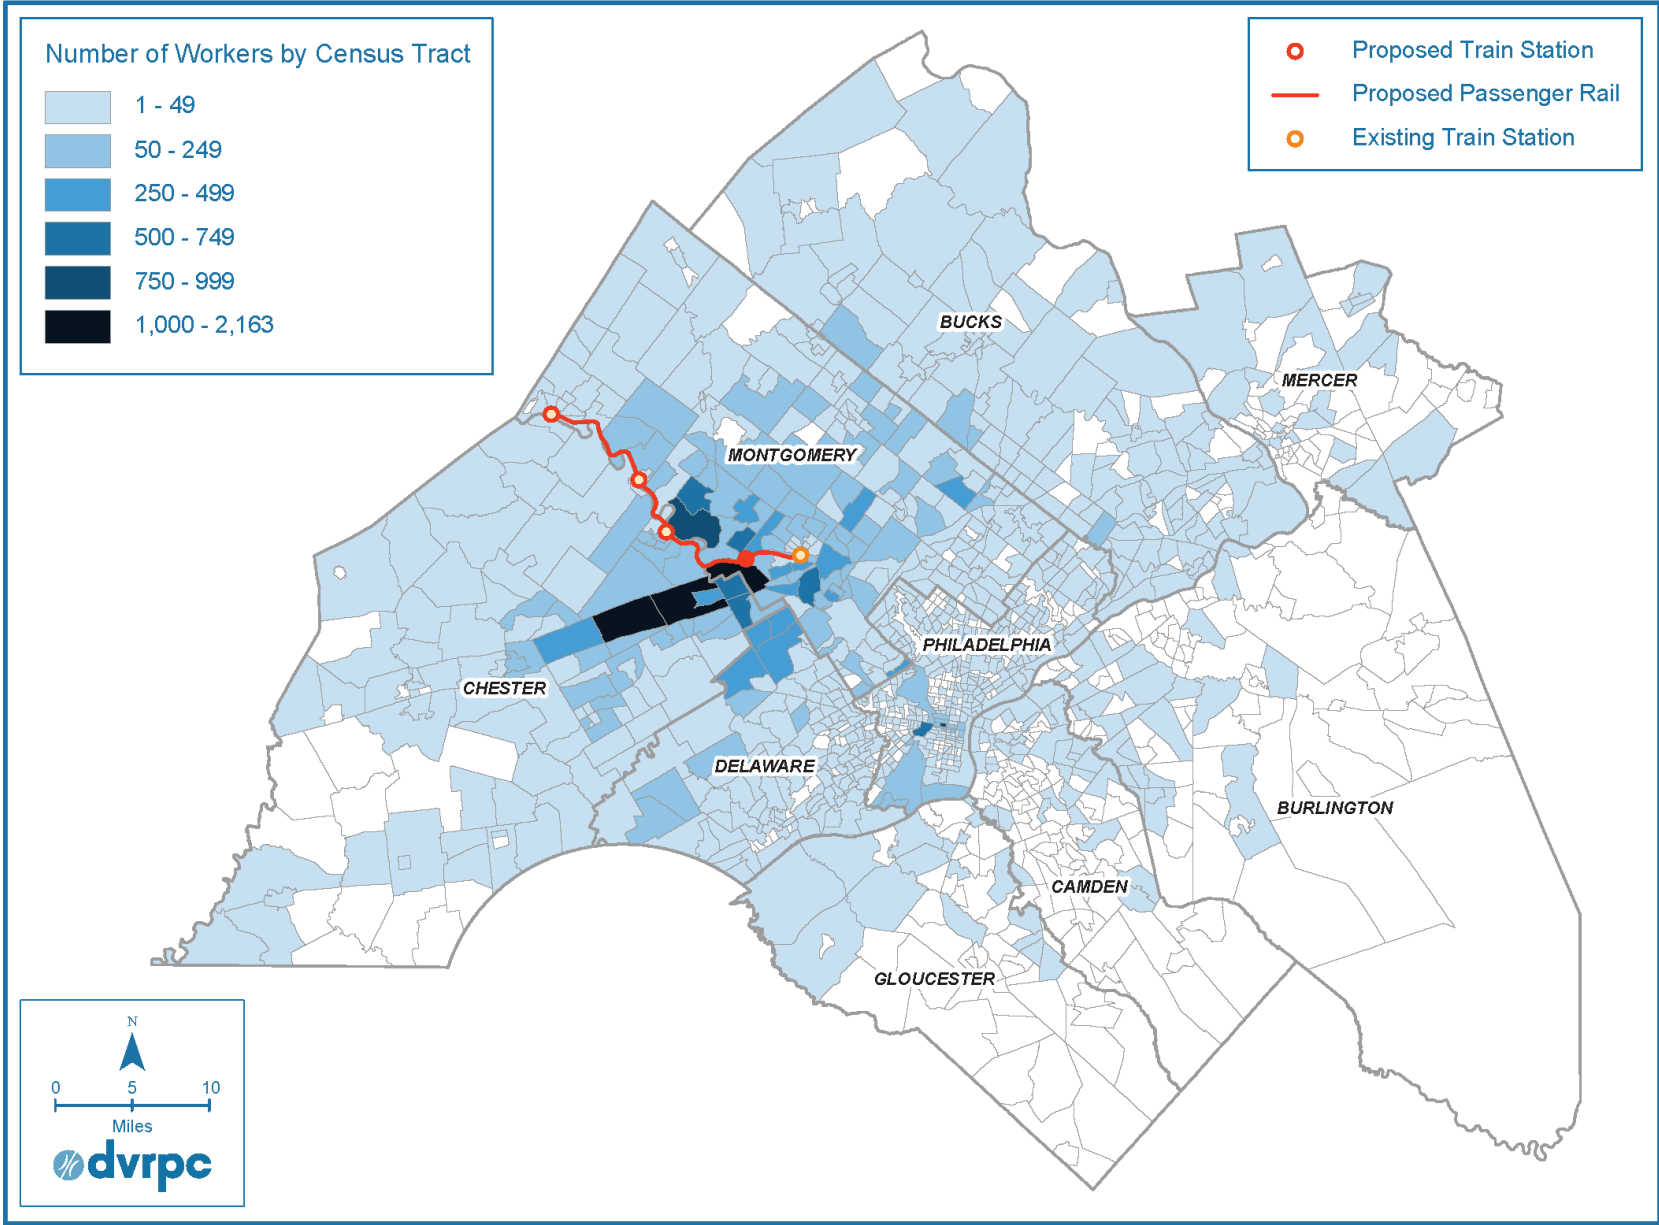 Number of Workers by Census Tract
1 - 49
50 - 249
250 - 499
500 - 749
750 - 999
1,000 - 2,163
Proposed Train Station
Proposed Passenger Rail
Existing Train Station
BUCKS
MERCER
MONTGOMERY
PHILADELPHIA
CHESTER
DELAWARE
BURLINGTON
CAMDEN
GLOUCESTER
N
0 5 10
Miles
dvrpc